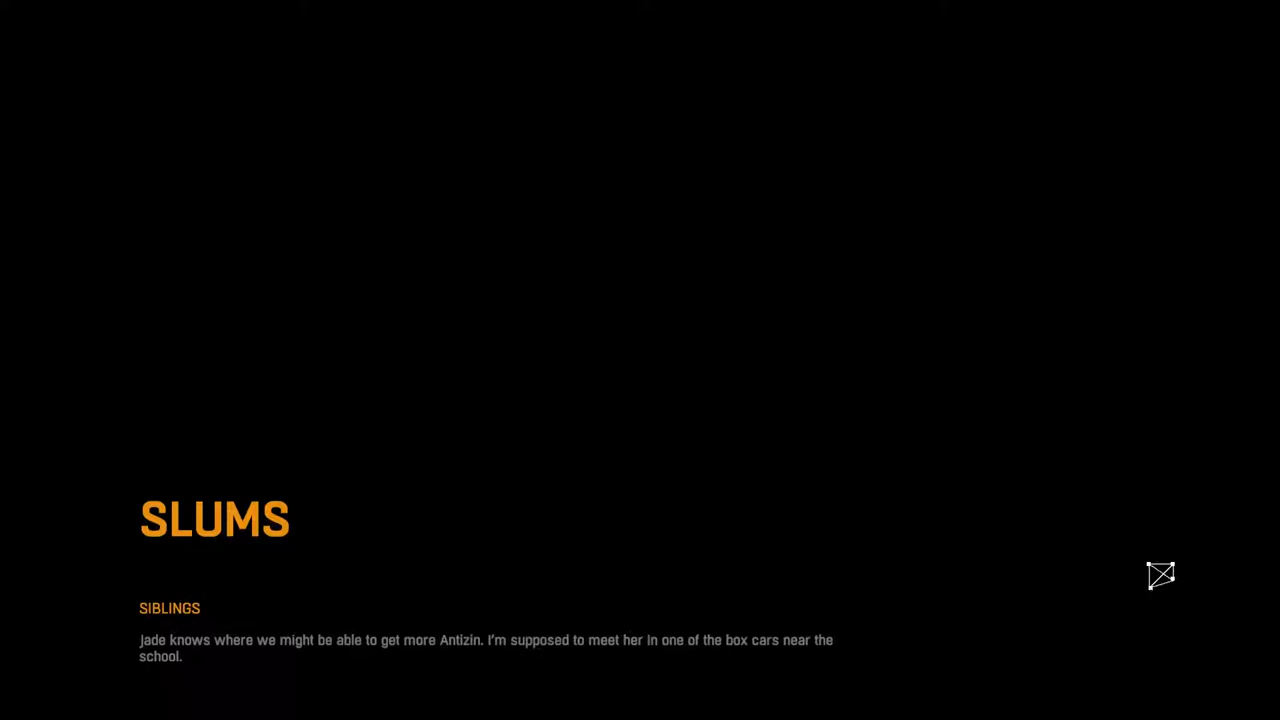 SLUMS
SIBLINGS
Jade knows where we might be able to get more Antizin. I'm supposed to meet her in one of the box cars near the
school.